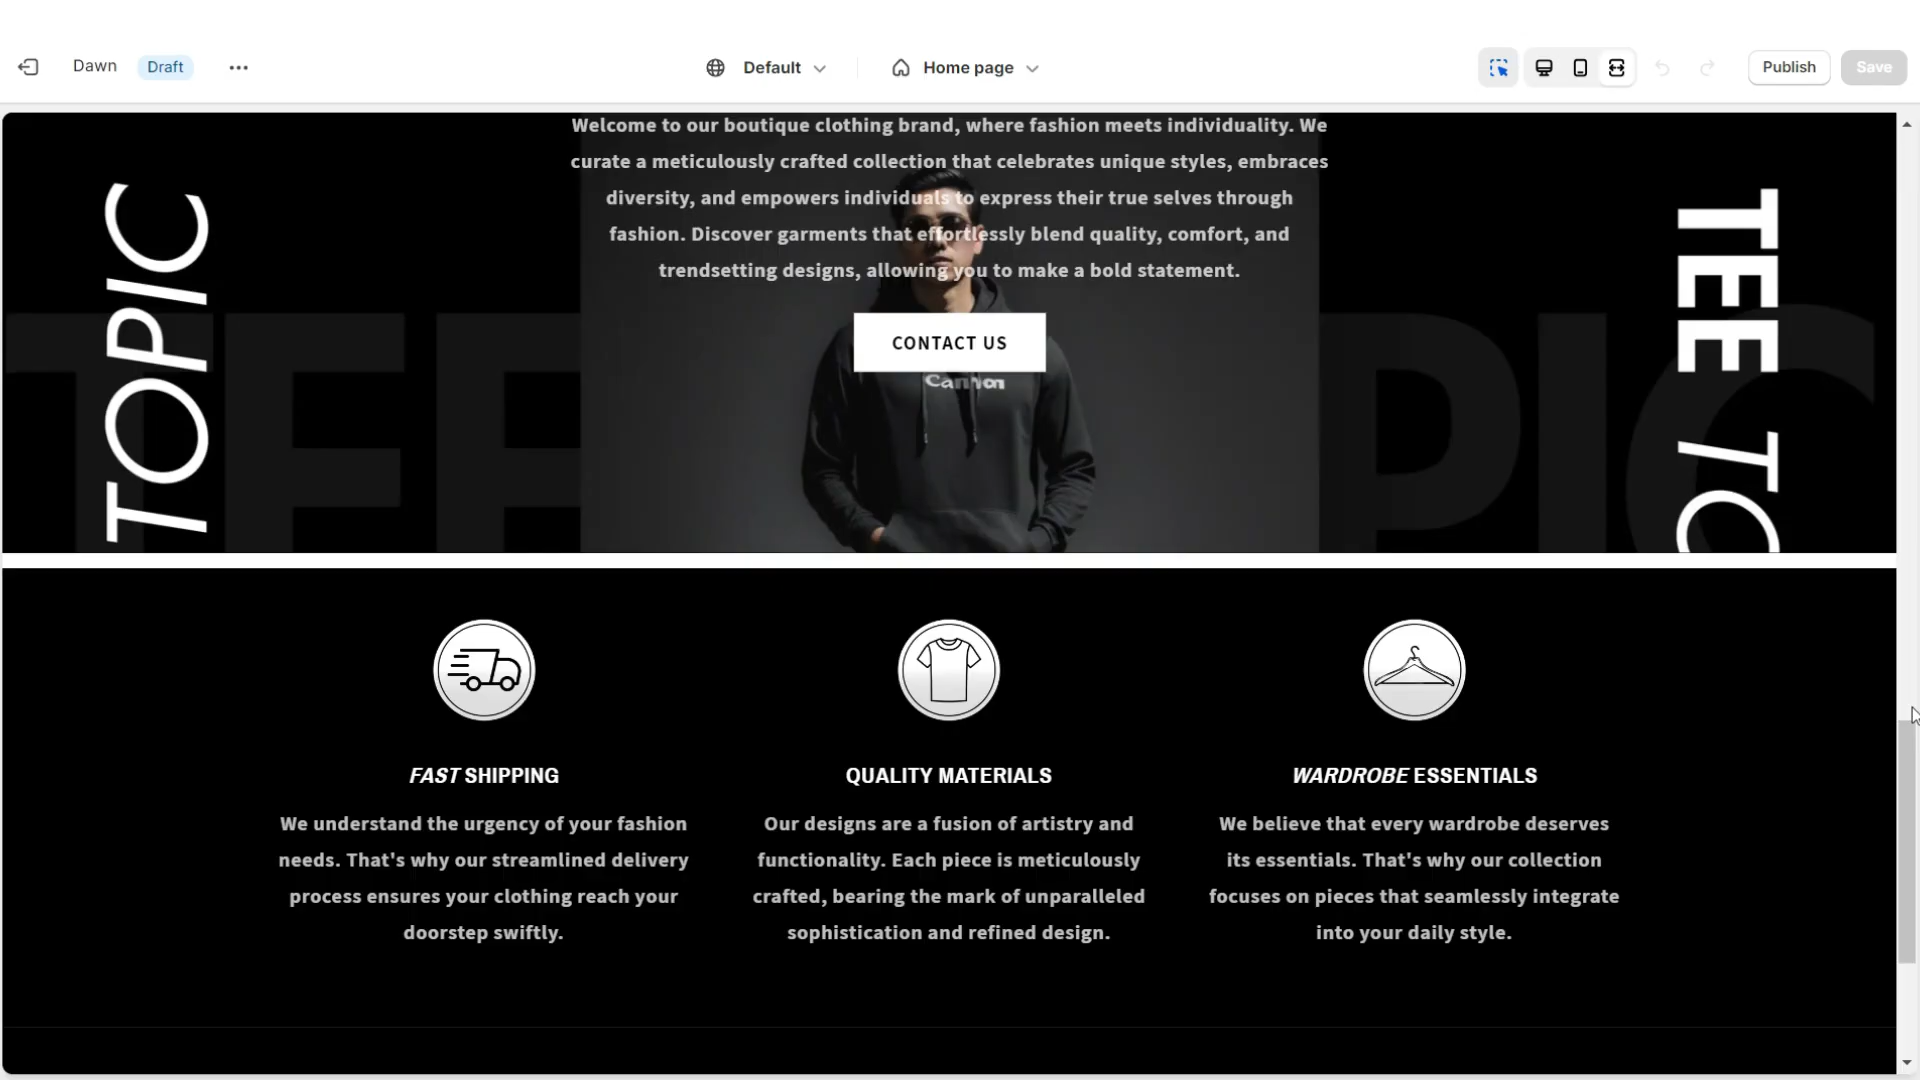 Dawn Draft
Default
Home page
Publish
Save
Welcome to our boutique clothing brand, where fashion meets individuality. We
curate a meticulously crafted collection that celebrates unique styles, embraces
diversity, and empowers individuals to express their true selves through
fashion. Discover garments that effortlessly blend quality, comfort, and
trendsetting designs, allowing you to make a bold statement.
CONTACT US
TOPIC
TEE TO
TEE PIC
FAST SHIPPING
We understand the urgency of your fashion
needs. That's why our streamlined delivery
process ensures your clothing reach your
doorstep swiftly.
QUALITY MATERIALS
Our designs are a fusion of artistry and
functionality. Each piece is meticulously
crafted, bearing the mark of unparalleled
sophistication and refined design.
WARDROBE ESSENTIALS
We believe that every wardrobe deserves
its essentials. That's why our collection
focuses on pieces that seamlessly integrate
into your daily style.